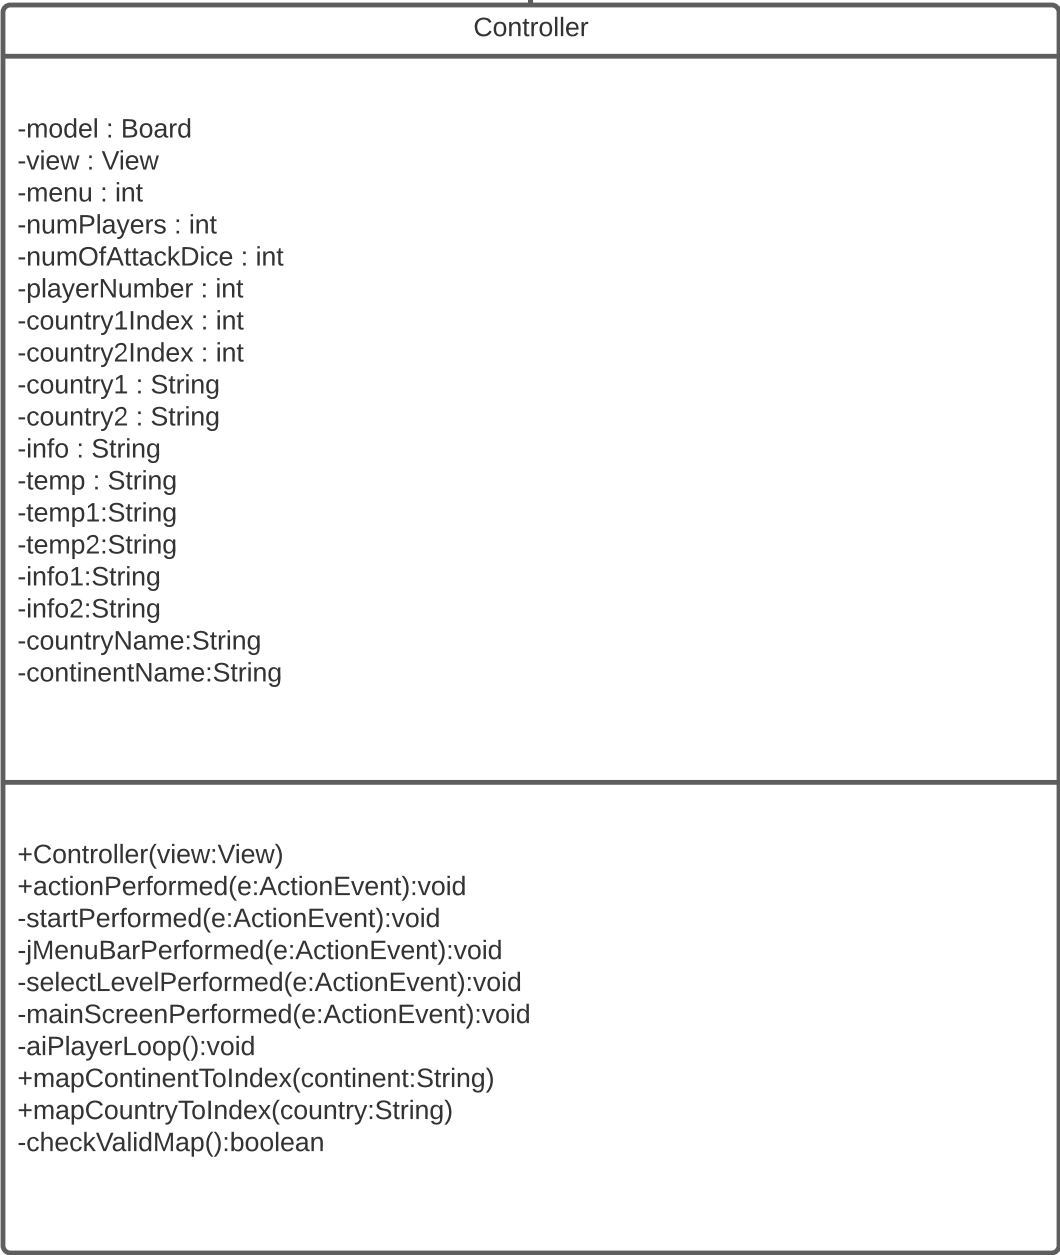 Controller
-model : Board
-view : View
-menu : int
-numPlayers : int
-numOfAttackDice : int
-playerNumber : int
-country1Index : int
-country2Index : int
-country1 : String
-country2 : String
-info : String
-temp : String
-temp1:String
-temp2:String
-info1:String
-info2:String
-countryName:String
-continentName:String
+Controller(view:View)
+actionPerformed(e:ActionEvent):void
-startPerformed(e:ActionEvent):void
-jMenuBarPerformed(e:ActionEvent):void
-selectLevelPerformed(e:ActionEvent):void
-mainScreenPerformed(e:ActionEvent):void
-aiPlayerLoop():void
+mapContinentToIndex(continent:String)
+mapCountryToIndex(country:String)
-checkValidMap():boolean